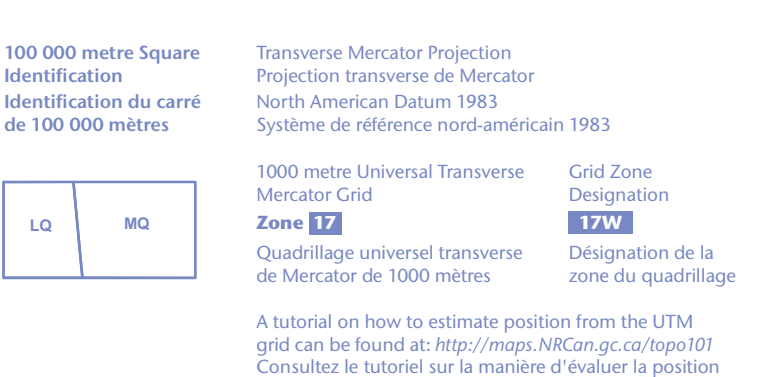 100 000 metre Square
Identification
Identification du carré
de 100 000 mètres
LQ
MQ
Transverse Mercator Projection
Projection transverse de Mercator
North American Datum 1983
Système de référence nord-américain 1983
1000 metre Universal Transverse
Mercator Grid
Zone 17
Quadrillage universel transverse
de Mercator de 1000 mètres
Grid Zone
Designation
17W
Désignation de la
zone du quadrillage
A tutorial on how to estimate position from the UTM
grid can be found at: http://maps.NRCan.gc.ca/topo101
Consultez le tutoriel sur la manière d'évaluer la position